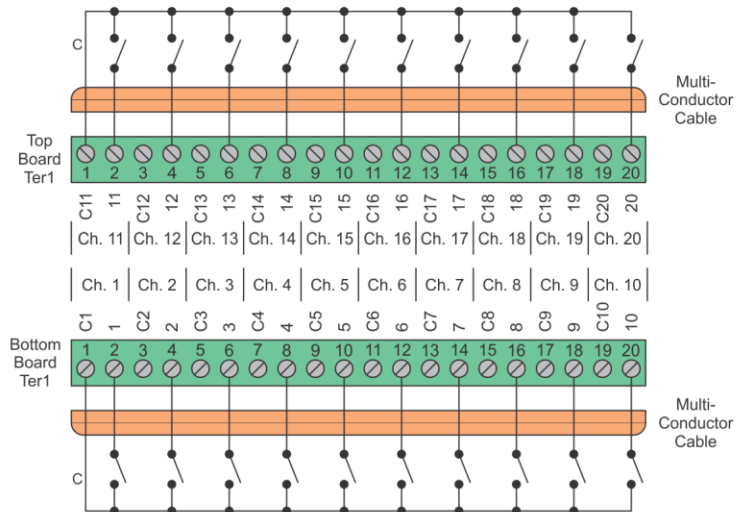 C
Multi-
Conductor
Cable
Top
Board
Ter1
1 2 3 4 5 6 7 8 9 10 11 12 13 14 15 16 17 18 19 20
C11 11 C12 12 C13 13 C14 14 C15 15 C16 16 C17 17 C18 18 C19 19 C20 20
Ch. 11 Ch. 12 Ch. 13 Ch. 14 Ch. 15 Ch. 16 Ch. 17 Ch. 18 Ch. 19 Ch. 20
Ch. 1 Ch. 2 Ch. 3 Ch. 4 Ch. 5 Ch. 6 Ch. 7 Ch. 8 Ch. 9 Ch. 10
C1 1 C2 2 C3 3 C4 4 C5 5 C6 6 C7 7 C8 8 C9 9 C10 10
Bottom
Board
Ter1
1 2 3 4 5 6 7 8 9 10 11 12 13 14 15 16 17 18 19 20
Multi-
Conductor
Cable
C